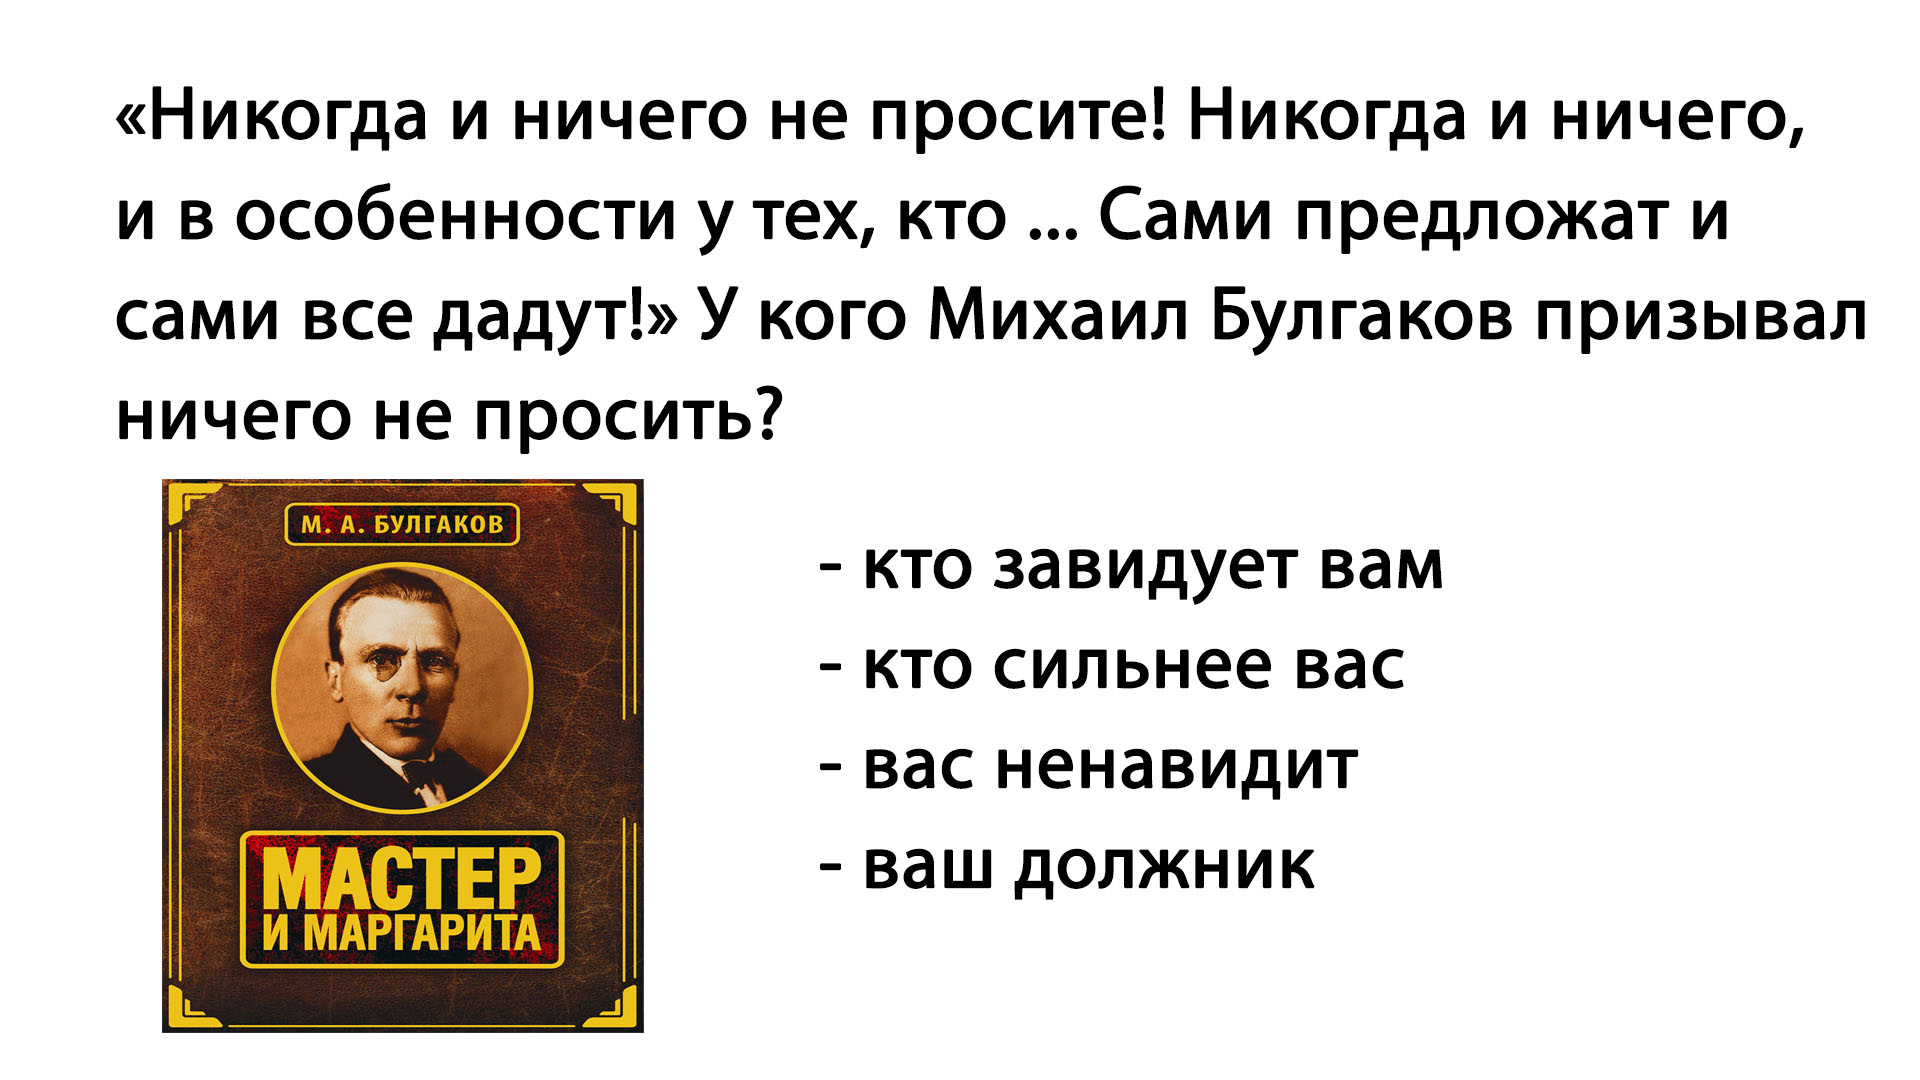 «Никогда и ничего не просите! Никогда и ничего,
и в особенности у тех, кто ... Сами предложат и
сами все дадут!» У кого Михаил Булгаков призывал
ничего не просить?
М. А. БУЛГАКОВ
МАСТЕР
И МАРГАРИТА
- кто завидует вам
- кто сильнее вас
- вас ненавидит
- ваш должник